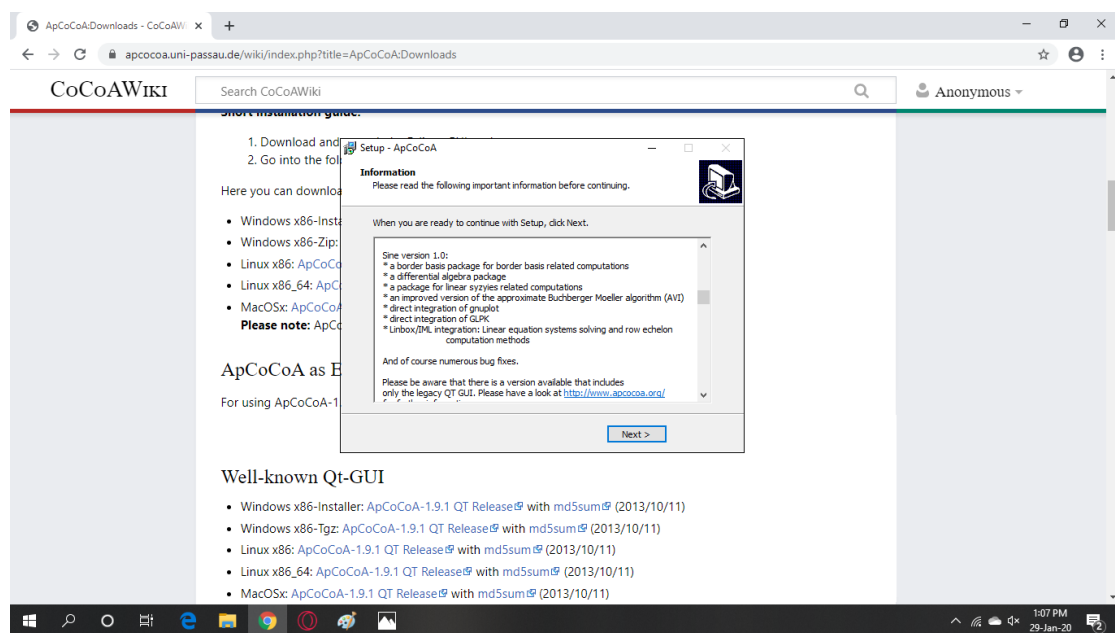 ApCoCoA:Downloads - CoCoAWi
apcocoa.uni-passau.de/wiki/index.php?title=ApCoCoA:Downloads
CoCoAWiki
Search CoCoAWiki
Anonymous
Short installation guide:
1. Download and
2. Go into the fol
Here you can downloa
• Windows x86-Insta
• Windows x86-Zip:
• Linux x86: ApCoCo
• Linux x86_64: ApC
• MacOSx: ApCoCoA
Please note: ApCo
ApCoCoA as E
For using ApCoCoA-1
Setup - ApCoCoA
Information
Please read the following important information before continuing.
When you are ready to continue with Setup, click Next.
Sine version 1.0:
* a border basis package for border basis related computations
* a differential algebra package
* a package for linear syzyies related computations
* an improved version of the approximate Buchberger Moeller algorithm (AVI)
* direct integration of gnuplot
* direct integration of GLPK
* Linbox/IML integration: Linear equation systems solving and row echelon
computation methods
And of course numerous bug fixes.
Please be aware that there is a version available that includes
only the legacy QT GUI. Please have a look at http://www.apcocoa.org/
Next >
Well-known Qt-GUI
• Windows x86-Installer: ApCoCoA-1.9.1 QT Release with md5sum (2013/10/11)
• Windows x86-Tgz: ApCoCoA-1.9.1 QT Release with md5sum (2013/10/11)
• Linux x86: ApCoCoA-1.9.1 QT Release with md5sum (2013/10/11)
• Linux x86_64: ApCoCoA-1.9.1 QT Release with md5sum (2013/10/11)
• MacOSx: ApCoCoA-1.9.1 QT Release with md5sum (2013/10/11)
1:07 PM
29-Jan-20
2